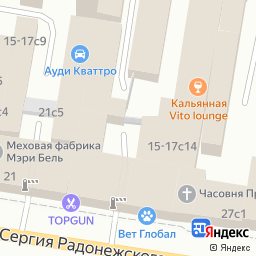 15-17с9
Ауди Кваттро
Кальянная
Vito lounge
21с5
с4
Меховая фабрика
Мэри Бель
15-17с14
21
Часовня Пр
TOPGUN
Вет Глобал
27с1
Яндекс
Сергия Радонежско